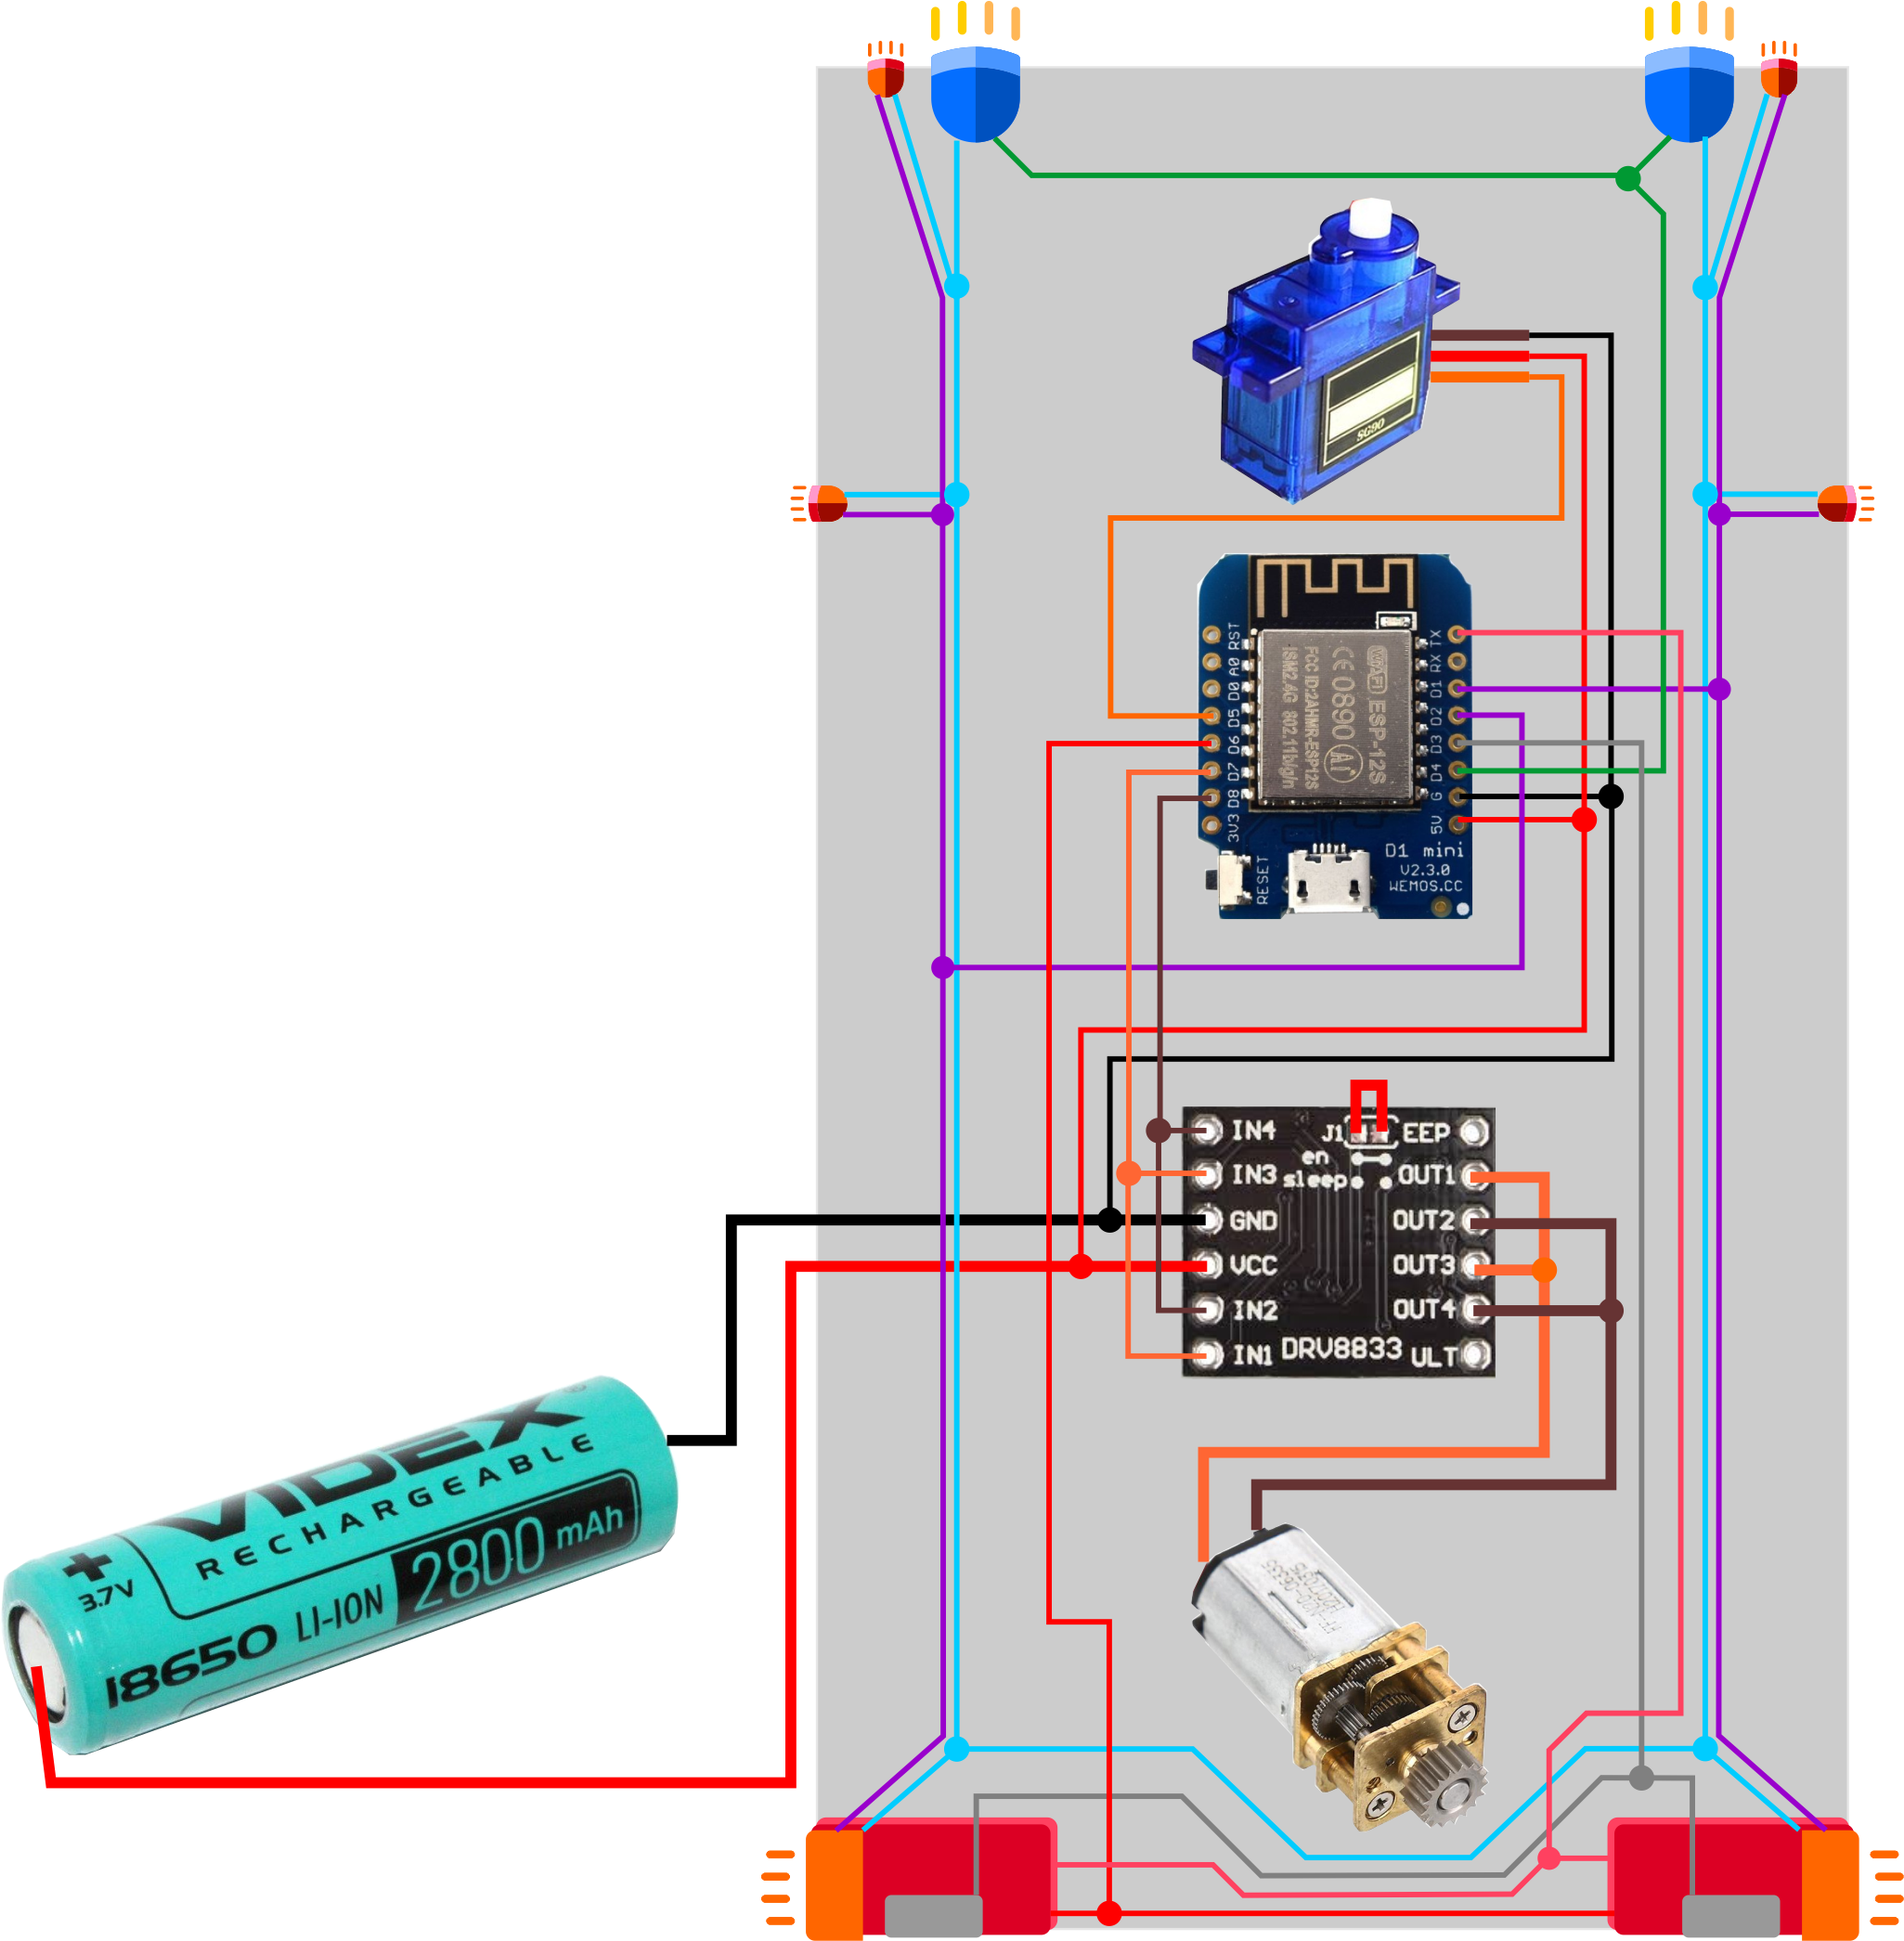 SG90
RST
A0
D0
D5
D6
D7
D8
3V3
TX
RX
D1
D2
D3
D4
G
5V
WiFi
ESP-12S
CE0890
Ai
FCC ID:2AHMR-ESP12S
ISM2.4G 802.11b/g/n
D1 mini
V2.3.0
WEMOS.CC
RESET
IN4
IN3
GND
VCC
IN2
IN1
J1
en
sleep
DRV8833
EEP
OUT1
OUT2
OUT3
OUT4
ULT
VIDEX
RECHARGEABLE
+
3.7V
18650 LI-ION 2800 mAh